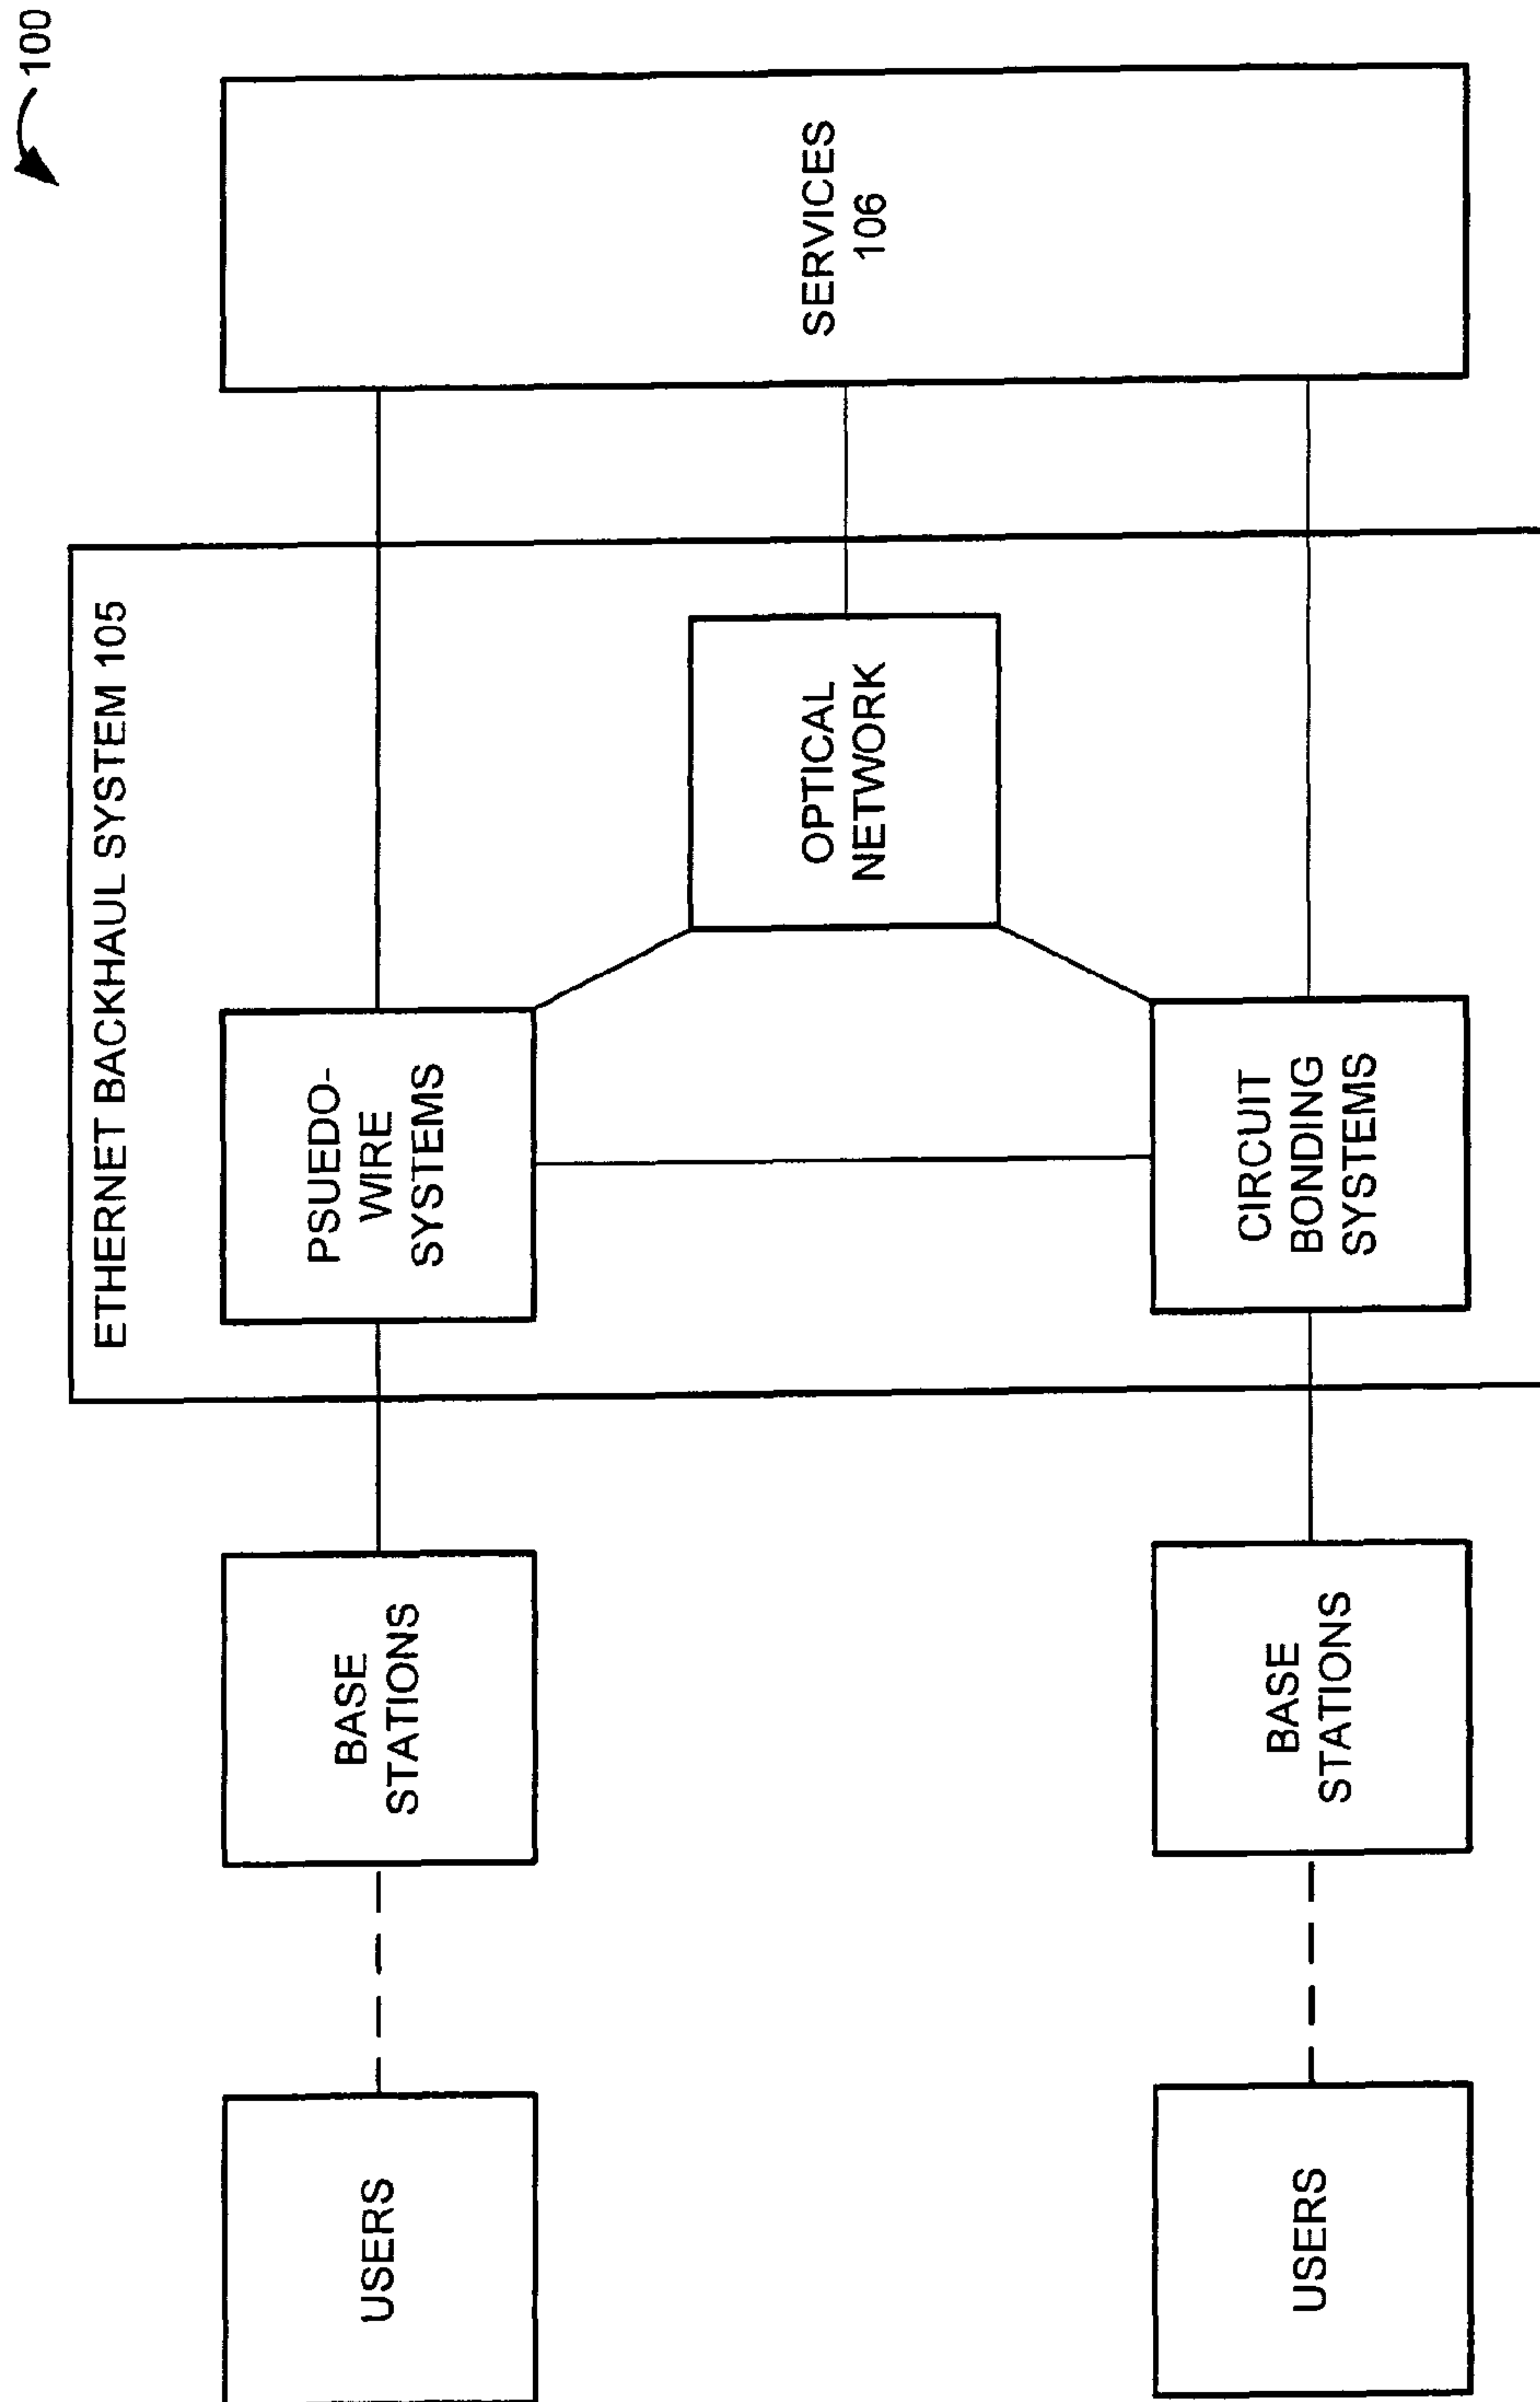 100
ETHERNET BACKHAUL SYSTEM 105
USERS
BASE
STATIONS
PSUEDO-
WIRE
SYSTEMS
OPTICAL
NETWORK
SERVICES
106
USERS
BASE
STATIONS
CIRCUIT
BONDING
SYSTEMS